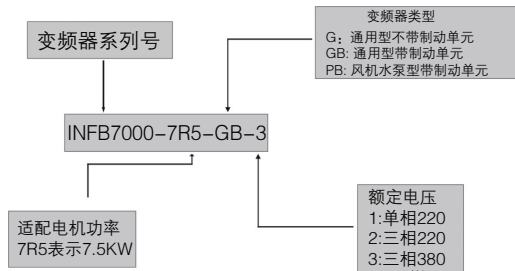 变频器系列号
变频器类型
G：通用型不带制动单元
GB: 通用型带制动单元
PB: 风机水泵型带制动单元
INFB7000-7R5-GB-3
适配电机功率
7R5表示7.5KW
额定电压
1:单相220
2:三相220
3:三相380